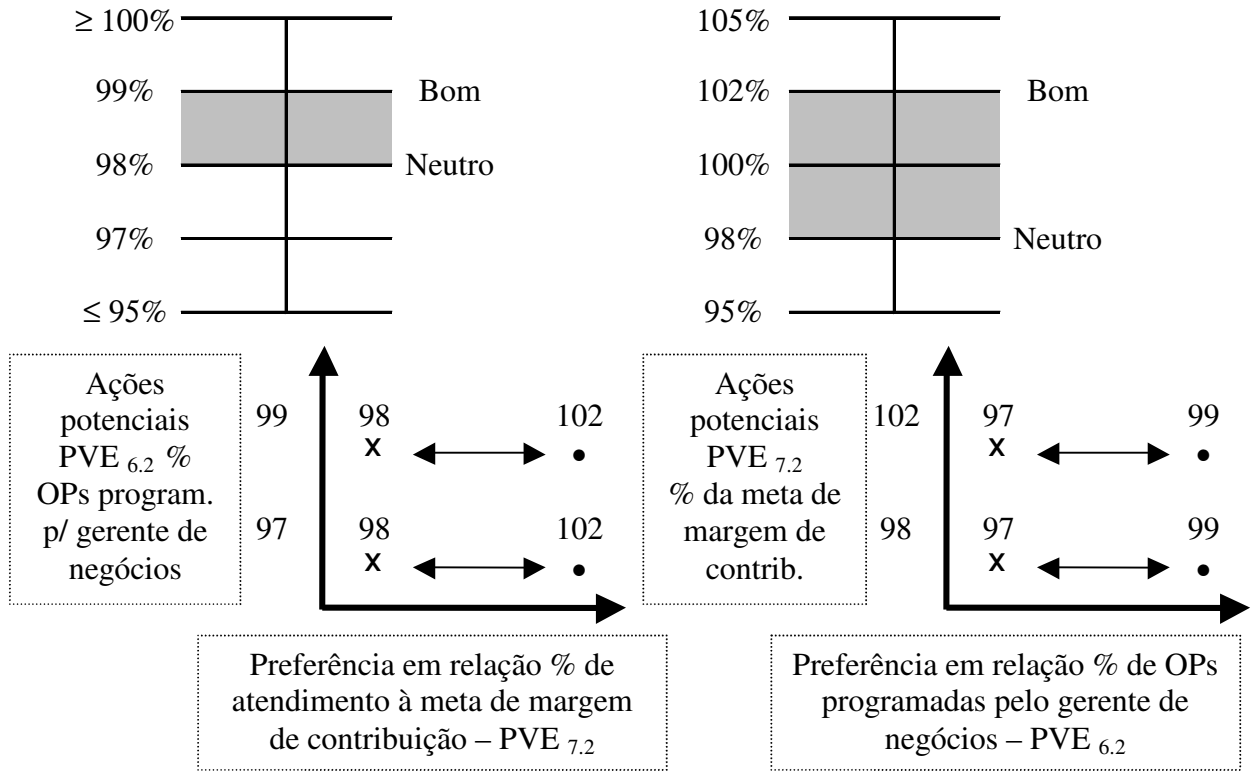 ≥ 100%
99%
Bom
98%
Neutro
97%
≤ 95%
105%
102%
Bom
100%
98%
Neutro
95%
Ações
potenciais
PVE 6.2 %
OPs program.
p/ gerente de
negócios
99
98
x
102
97
98
x
102
Preferência em relação % de
atendimento à meta de margem
de contribuição – PVE 7.2
Ações
potenciais
PVE 7.2
% da meta de
margem de
contrib.
102
97
x
99
98
97
x
99
Preferência em relação % de OPs
programadas pelo gerente de
negócios – PVE 6.2